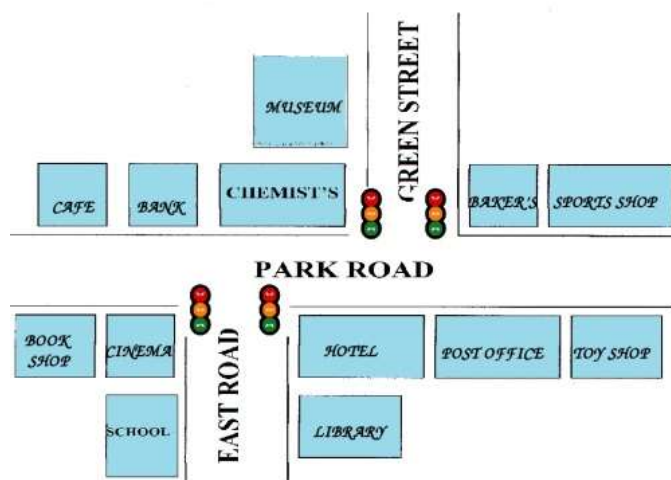 MUSEUM
GREEN STREET
CAFE
BANK
CHEMIST'S
BAKER'S
SPORTS SHOP
PARK ROAD
BOOK
SHOP
CINEMA
HOTEL
POST OFFICE
TOY SHOP
EAST ROAD
SCHOOL
LIBRARY